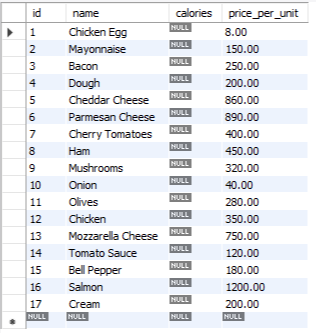 id name calories price_per_unit
1 Chicken Egg NULL 8.00
2 Mayonnaise NULL 150.00
3 Bacon NULL 250.00
4 Dough NULL 200.00
5 Cheddar Cheese NULL 860.00
6 Parmesan Cheese NULL 890.00
7 Cherry Tomatoes NULL 400.00
8 Ham NULL 450.00
9 Mushrooms NULL 320.00
10 Onion NULL 40.00
11 Olives NULL 280.00
12 Chicken NULL 350.00
13 Mozzarella Cheese NULL 750.00
14 Tomato Sauce NULL 120.00
15 Bell Pepper NULL 180.00
16 Salmon NULL 1200.00
17 Cream NULL 200.00
NULL NULL NULL NULL